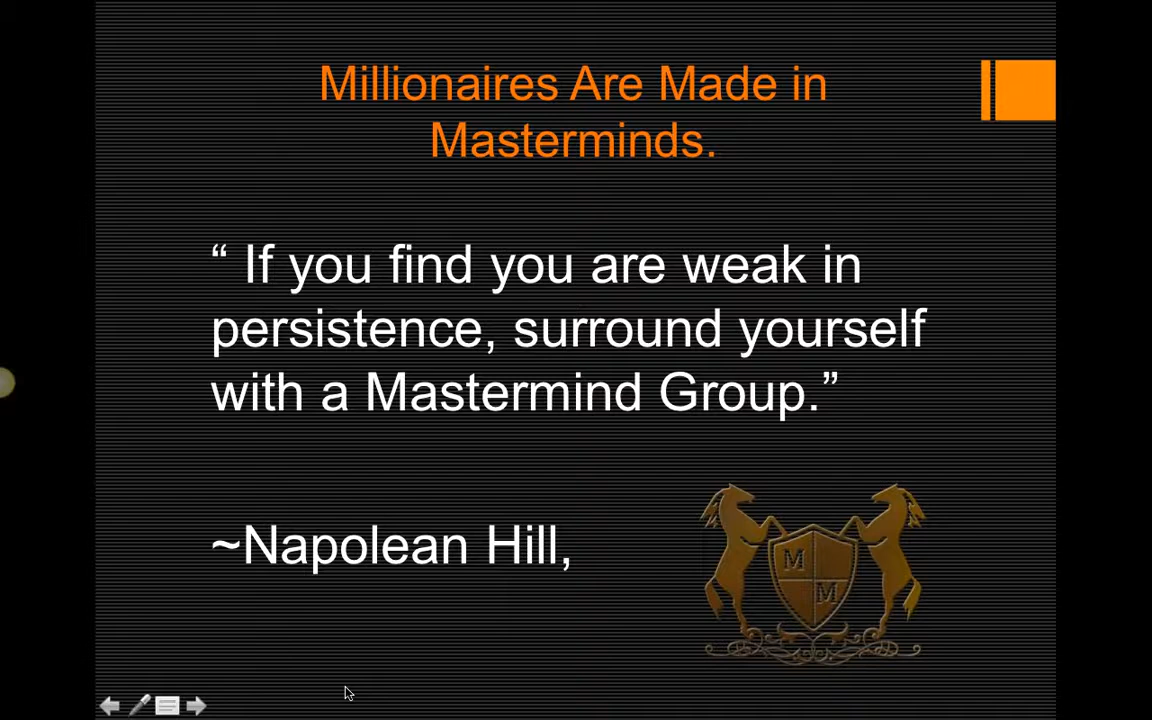 Millionaires Are Made in
Masterminds.
“ If you find you are weak in
persistence, surround yourself
with a Mastermind Group.”
~Napolean Hill,
M
M